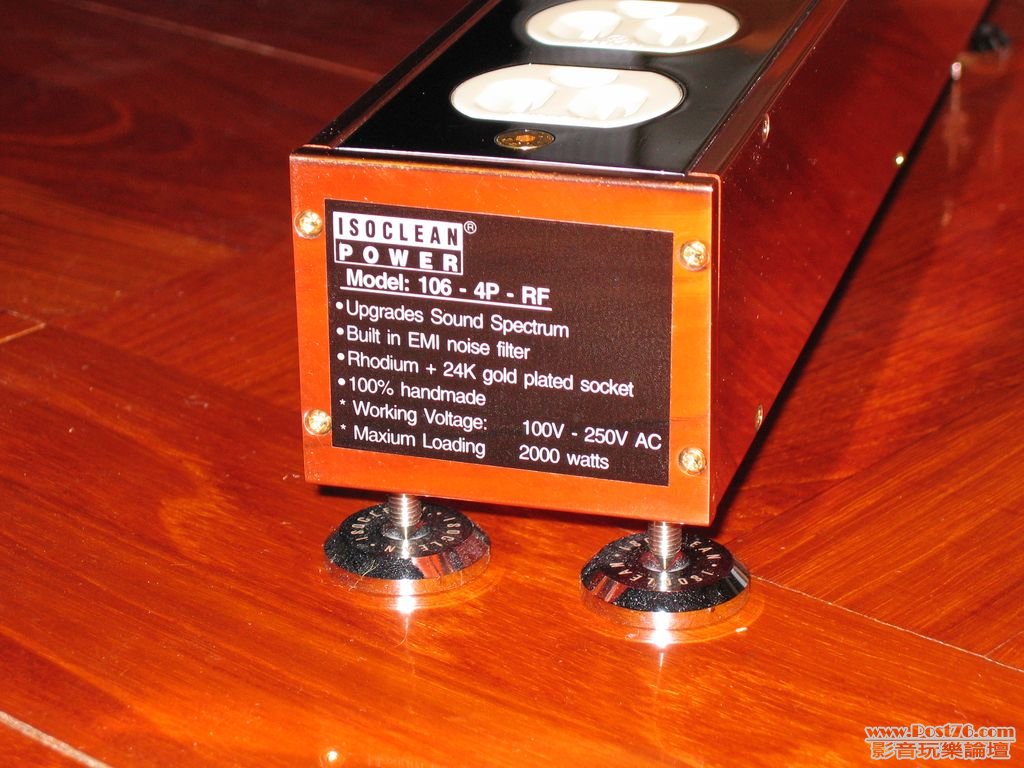 ISOCLEAN®
POWER
Model: 106 - 4P - RF
•Upgrades Sound Spectrum
•Built in EMI noise filter
•Rhodium + 24K gold plated socket
•100% handmade
* Working Voltage: 100V - 250V AC
* Maxium Loading 2000 watts
ISOCLEAN
ISOCLEAN
www.Post76.com
影音玩樂論壇